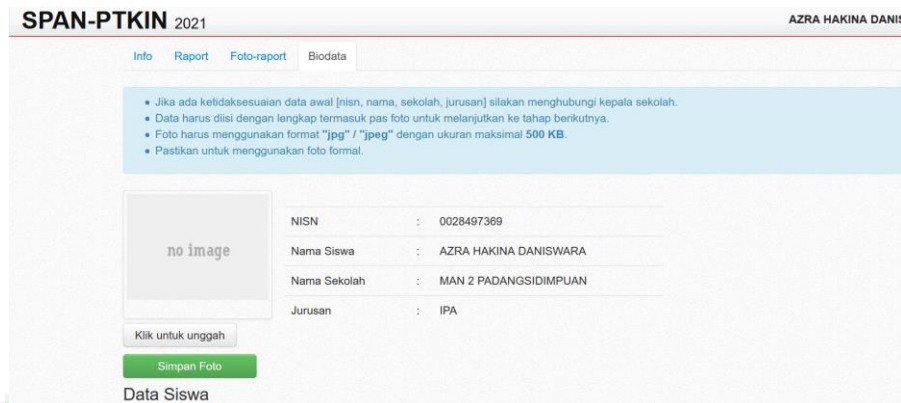 SPAN-PTKIN 2021
AZRA HAKINA DANIS
Info Raport Foto-raport Biodata
• Jika ada ketidaksesuaian data awal [nisn, nama, sekolah, jurusan] silakan menghubungi kepala sekolah.
• Data harus diisi dengan lengkap termasuk pas foto untuk melanjutkan ke tahap berikutnya.
• Foto harus menggunakan format "jpg" / "jpeg" dengan ukuran maksimal 500 KB.
• Pastikan untuk menggunakan foto formal.
no image
NISN : 0028497369
Nama Siswa : AZRA HAKINA DANISWARA
Nama Sekolah : MAN 2 PADANGSIDIMPUAN
Jurusan : IPA
Klik untuk unggah
Simpan Foto
Data Siswa